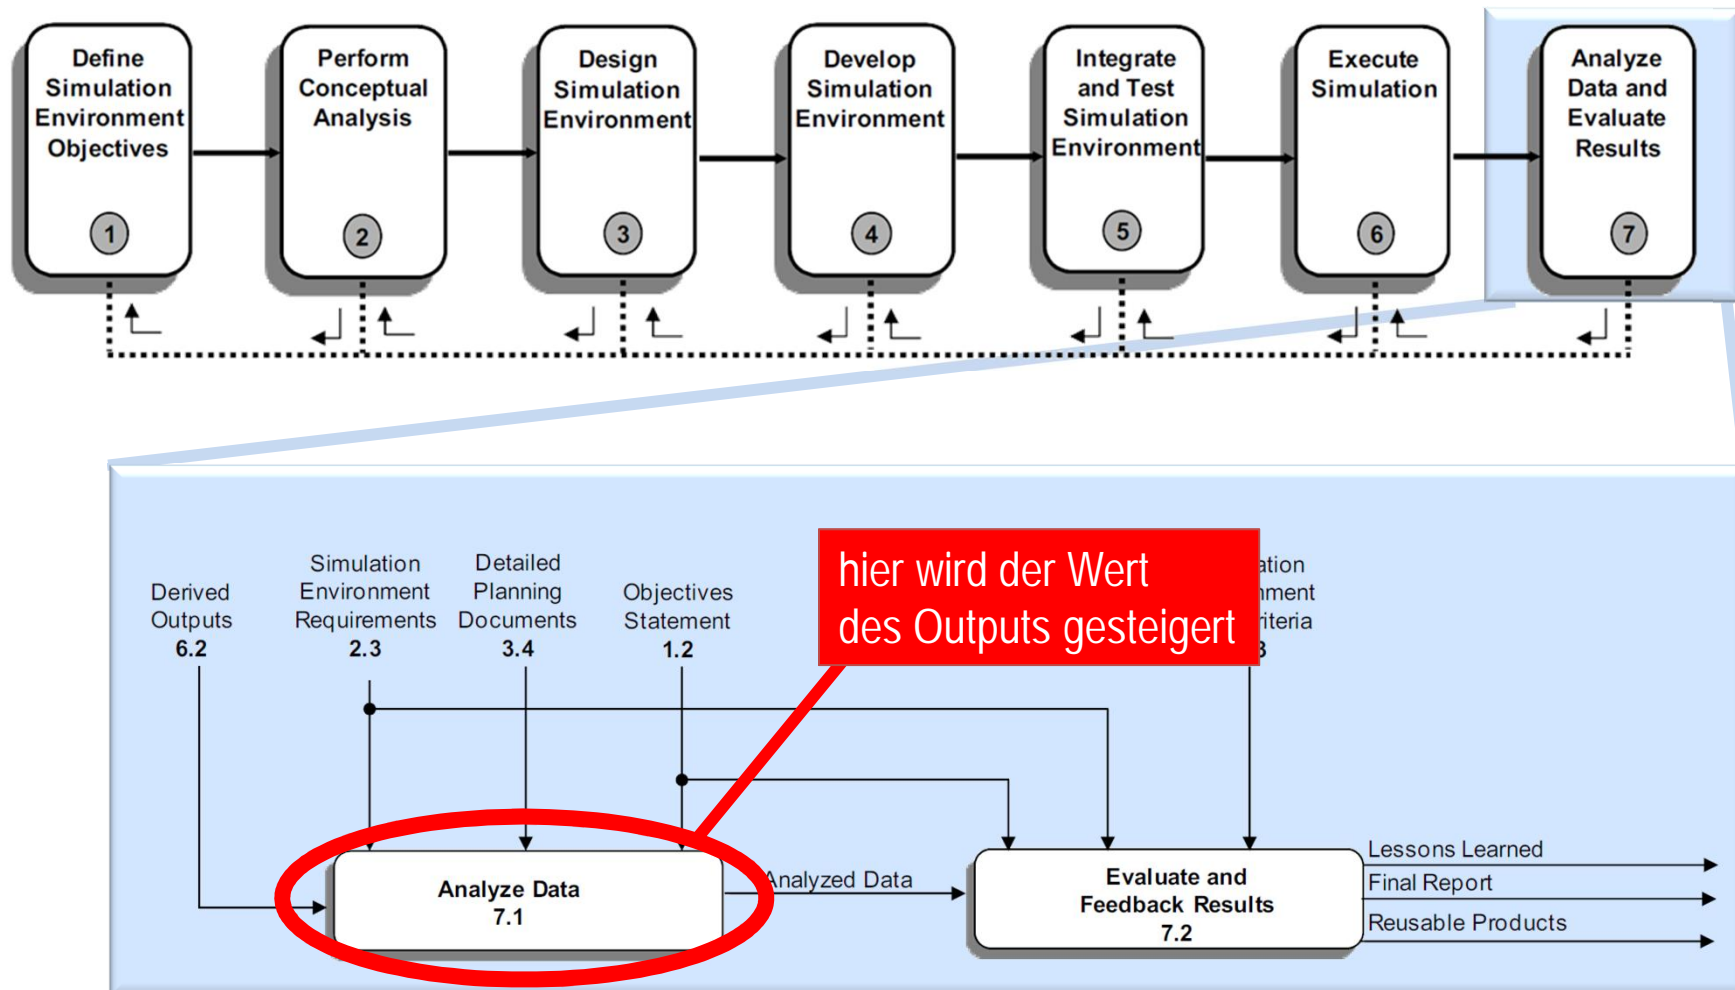 Define
Simulation
Environment
Objectives
1
Perform
Conceptual
Analysis
2
Design
Simulation
Environment
3
Develop
Simulation
Environment
4
Integrate
and Test
Simulation
Environment
5
Execute
Simulation
6
Analyze
Data and
Evaluate
Results
7
Derived
Outputs
6.2
Simulation
Environment
Requirements
2.3
Detailed
Planning
Documents
3.4
Objectives
Statement
1.2
hier wird der Wert
des Outputs gesteigert
Analyze Data
7.1
Analyzed Data
Evaluate and
Feedback Results
7.2
Lessons Learned
Final Report
Reusable Products